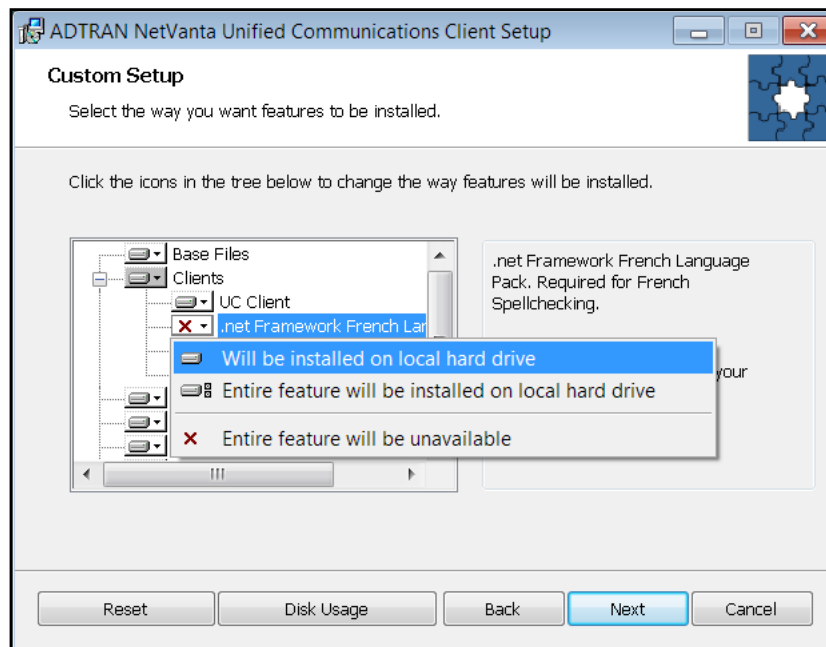 ADTRAN NetVanta Unified Communications Client Setup
Custom Setup
Select the way you want features to be installed.
Click the icons in the tree below to change the way features will be installed.
Base Files
Clients
UC Client
.net Framework French Lan
Will be installed on local hard drive
Entire feature will be installed on local hard drive
Entire feature will be unavailable
.net Framework French Language
Pack. Required for French
Spellchecking.
your
Reset
Disk Usage
Back
Next
Cancel